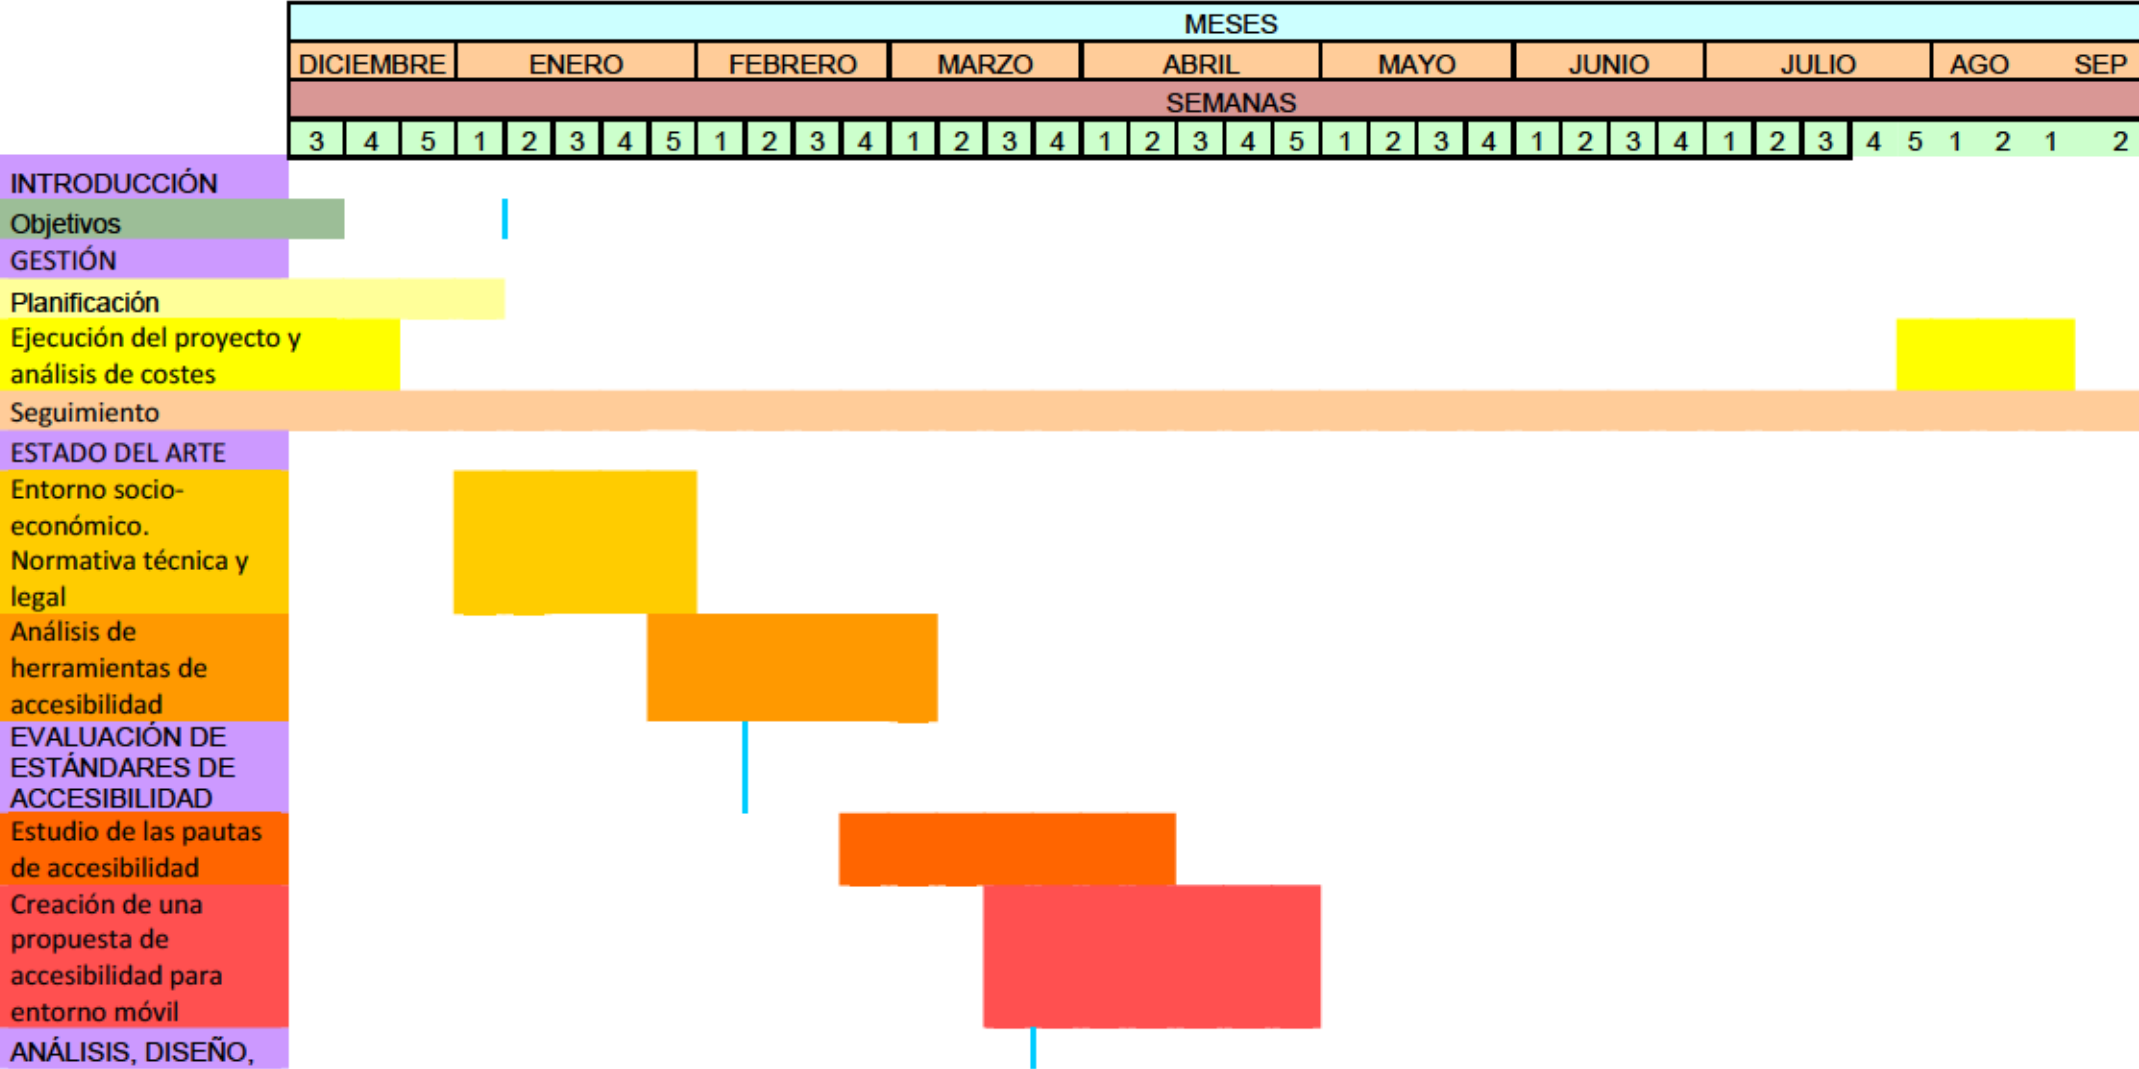 MESES
DICIEMBRE ENERO FEBRERO MARZO ABRIL MAYO JUNIO JULIO AGO SEP
SEMANAS
3 4 5 1 2 3 4 5 1 2 3 4 1 2 3 4 1 2 3 4 5 1 2 3 4 1 2 3 4 1 2 3 4 5 1 2 1 2
INTRODUCCIÓN
Objetivos
GESTIÓN
Planificación
Ejecución del proyecto y
análisis de costes
Seguimiento
ESTADO DEL ARTE
Entorno socio-
económico.
Normativa técnica y
legal
Análisis de
herramientas de
accesibilidad
EVALUACIÓN DE
ESTÁNDARES DE
ACCESIBILIDAD
Estudio de las pautas
de accesibilidad
Creación de una
propuesta de
accesibilidad para
entorno móvil
ANÁLISIS, DISEÑO,